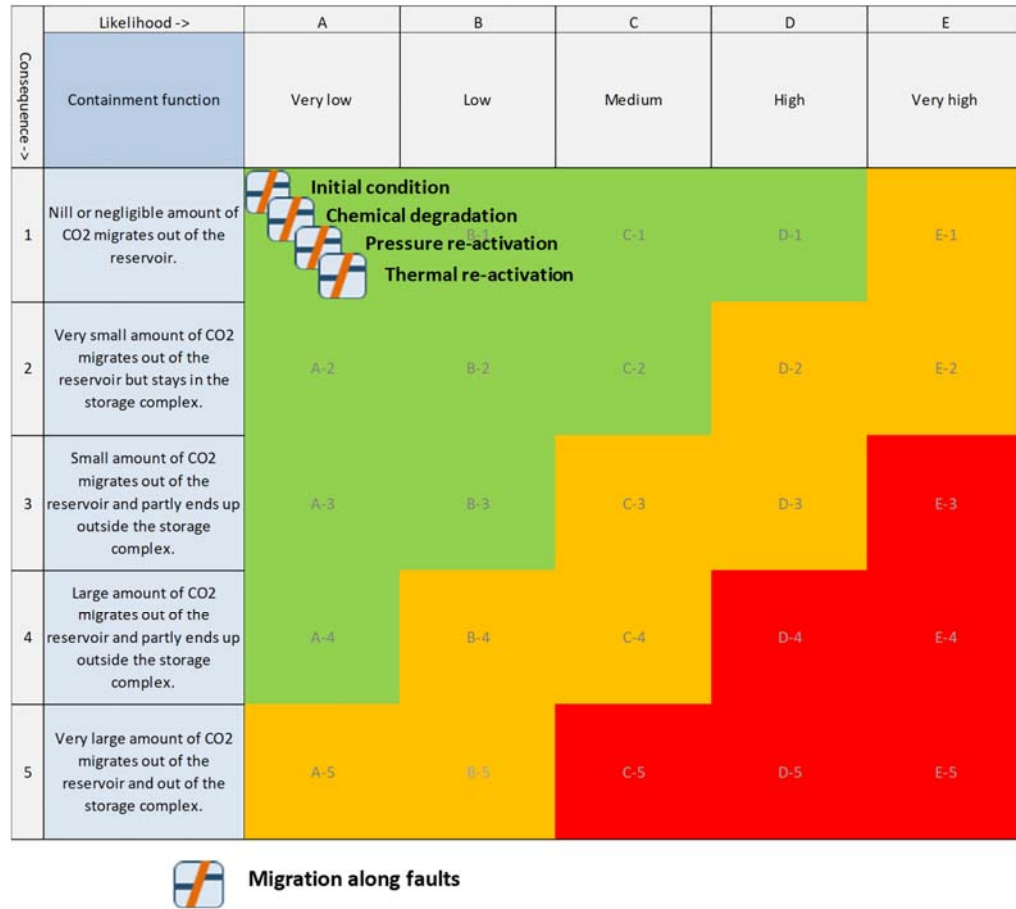 Likelihood ->
A
B
C
D
E
Consequence ->
Containment function
Very low
Low
Medium
High
Very high
1
Nill or negligible amount of
CO2 migrates out of the
reservoir.
Initial condition
Chemical degradation
Pressure re-activation
Thermal re-activation
B-1
C-1
D-1
E-1
2
Very small amount of CO2
migrates out of the
reservoir but stays in the
storage complex.
A-2
B-2
C-2
D-2
E-2
3
Small amount of CO2
migrates out of the
reservoir and partly ends up
outside the storage
complex.
A-3
B-3
C-3
D-3
E-3
4
Large amount of CO2
migrates out of the
reservoir and partly ends up
outside the storage
complex.
A-4
B-4
C-4
D-4
E-4
5
Very large amount of CO2
migrates out of the
reservoir and out of the
storage complex.
A-5
B-5
C-5
D-5
E-5
Migration along faults